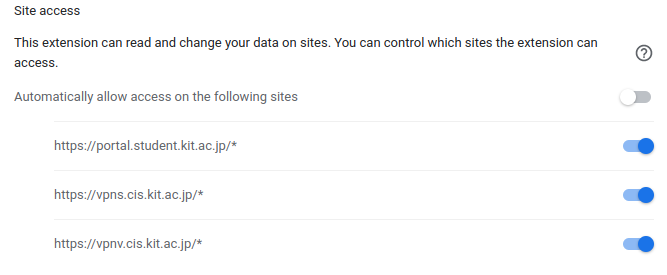 Site access
This extension can read and change your data on sites. You can control which sites the extension can
access.
?
Automatically allow access on the following sites
https://portal.student.kit.ac.jp/*
https://vpns.cis.kit.ac.jp/*
https://vpnv.cis.kit.ac.jp/*